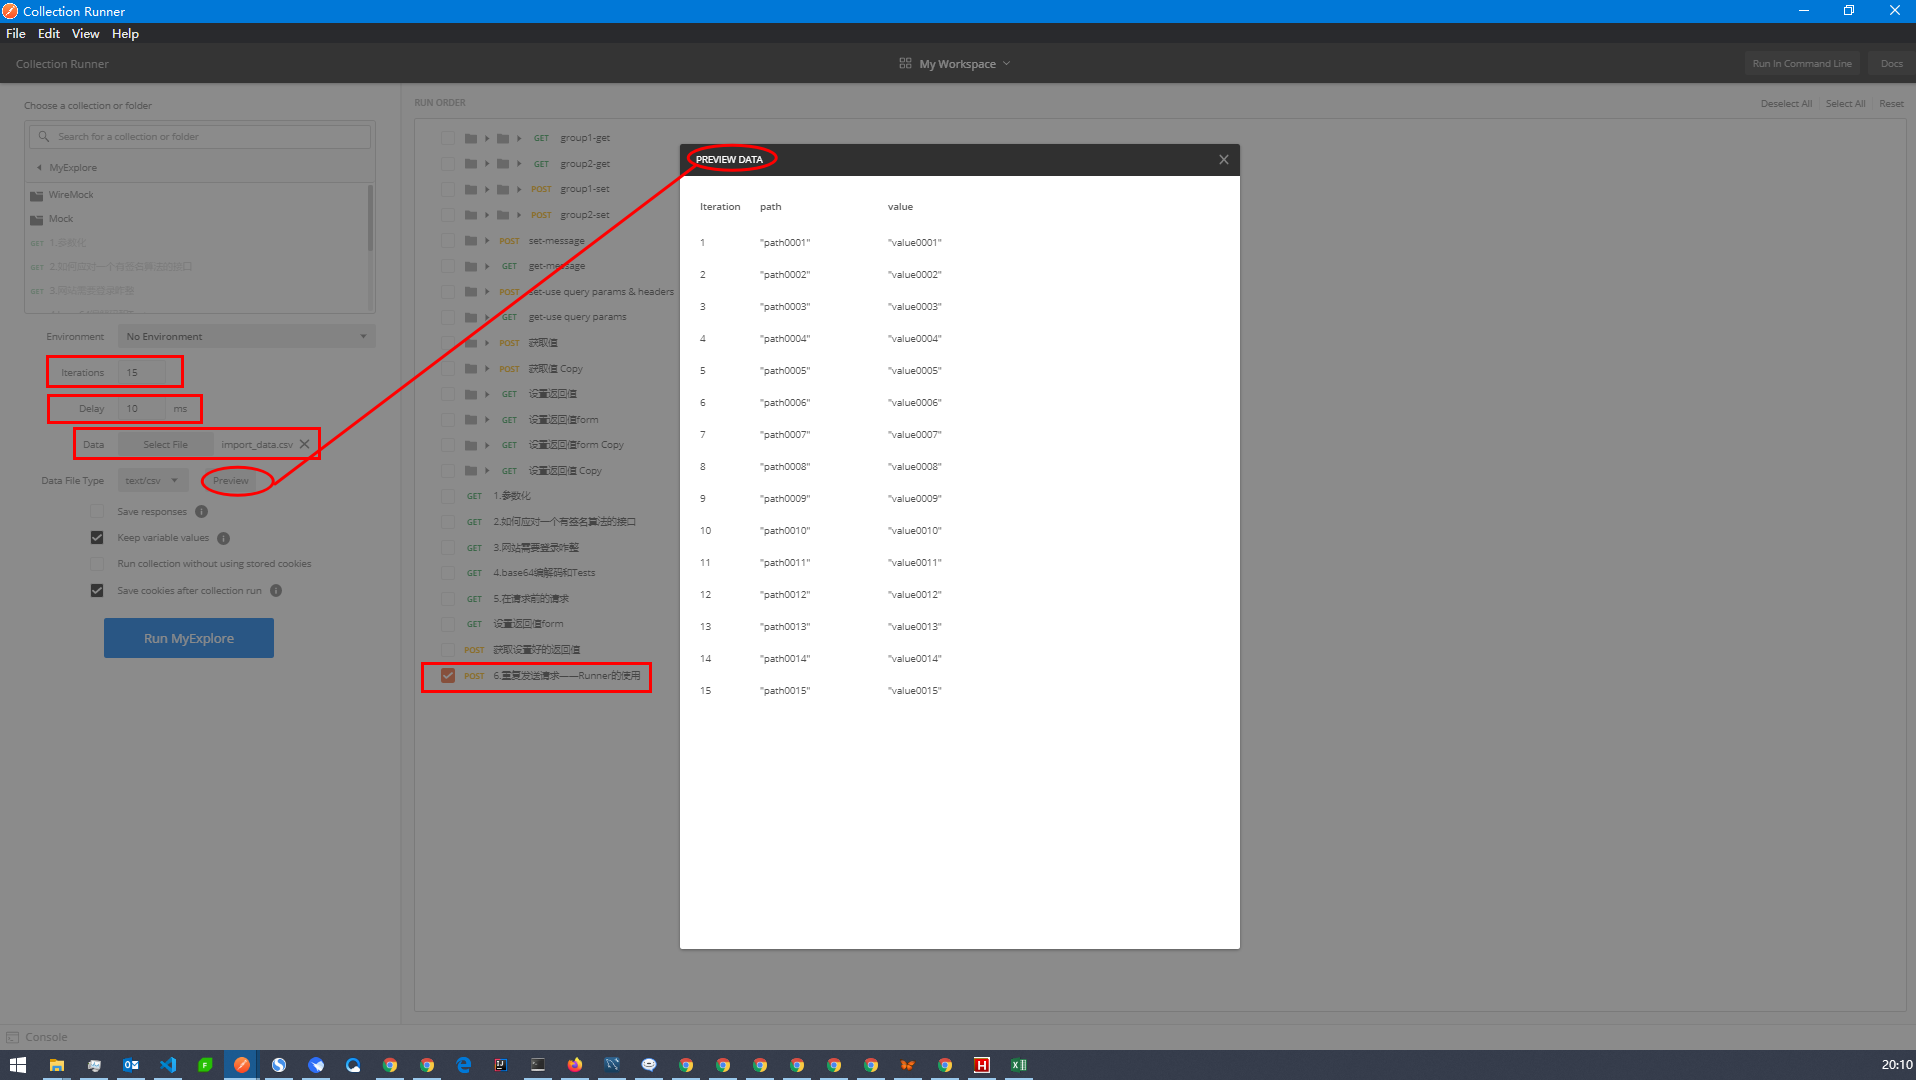 Collection Runner
File Edit View Help
Collection Runner
My Workspace
Run In Command Line
Docs
Choose a collection or folder
Search for a collection or folder
MyExplore
WireMock
Mock
GET 1.参数化
GET 2.如何应对一个有签名算法的接口
GET 3.网站需要登录咋整
Environment No Environment
Iterations 15
Delay 10 ms
Data Select File import_data.csv
Data File Type text/csv Preview
Save responses
Keep variable values
Run collection without using stored cookies
Save cookies after collection run
Run MyExplore
RUN ORDER
Deselect All Select All Reset
GET group1-get
GET group2-get
POST group1-set
POST group2-set
POST set-message
GET get-message
POST set-use query params & headers
GET get-use query params
POST 获取值
POST 获取值 Copy
GET 设置返回值
GET 设置返回值form
GET 设置返回值form Copy
GET 设置返回值 Copy
GET 1.参数化
GET 2.如何应对一个有签名算法的接口
GET 3.网站需要登录咋整
GET 4.base64编解码和Tests
GET 5.在请求前的请求
GET 设置返回值form
POST 获取设置好的返回值
POST 6.重复发送请求——Runner的使用
PREVIEW DATA
Iteration path value
1 "path0001" "value0001"
2 "path0002" "value0002"
3 "path0003" "value0003"
4 "path0004" "value0004"
5 "path0005" "value0005"
6 "path0006" "value0006"
7 "path0007" "value0007"
8 "path0008" "value0008"
9 "path0009" "value0009"
10 "path0010" "value0010"
11 "path0011" "value0011"
12 "path0012" "value0012"
13 "path0013" "value0013"
14 "path0014" "value0014"
15 "path0015" "value0015"
Console
20:10